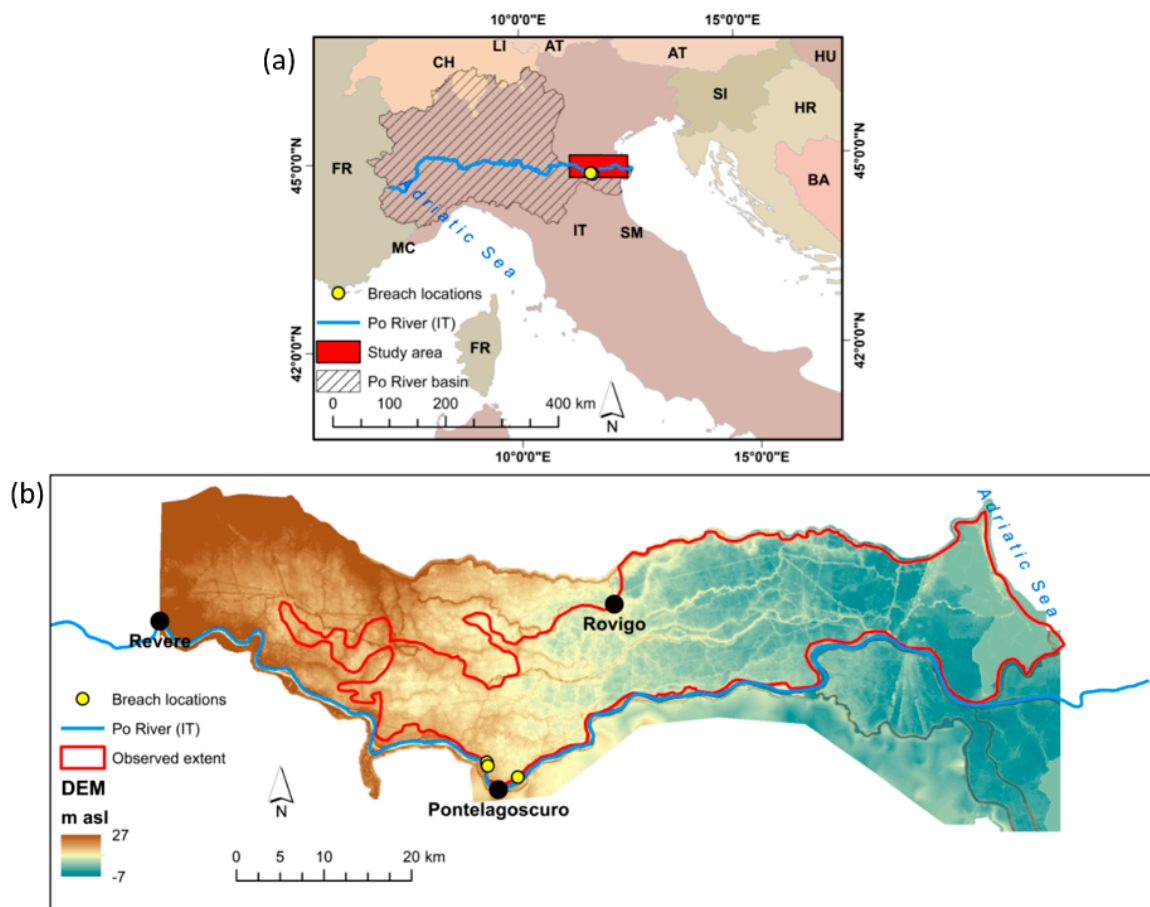 (a)
10°0'0"E
15°0'0"E
LI
AT
AT
HU
CH
SI
HR
FR
BA
45°0'0"N
45°0'0"N
Adriatic Sea
IT
SM
MC
Breach locations
Po River (IT)
FR
Study area
Po River basin
42°0'0"N
42°0'0"N
0
100
200
400 km
N
10°0'0"E
15°0'0"E
(b)
Adriatic Sea
Rovigo
Revere
Breach locations
Po River (IT)
Observed extent
DEM
m asl
27
-7
N
Pontelagoscuro
0
5
10
20 km